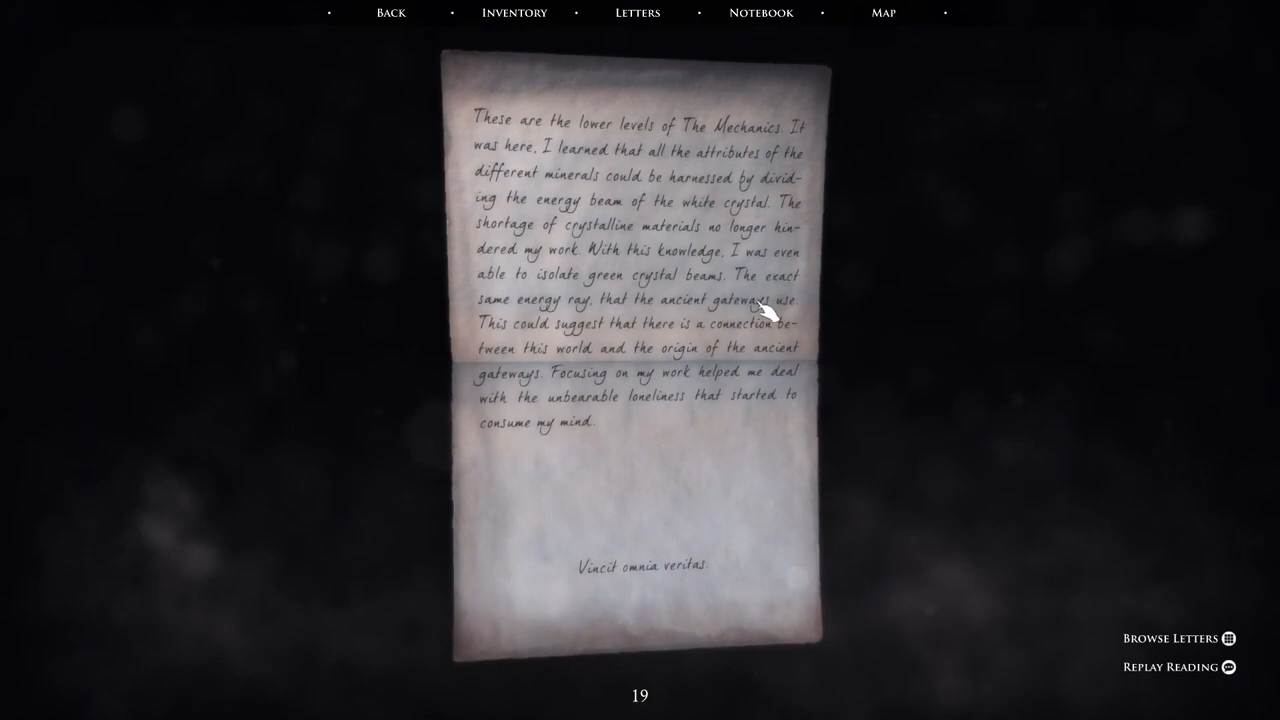 BACK
INVENTORY
LETTERS
NOTEBOOK
MAP
These are the lower levels of The Mechanics. It
was here, I learned that all the attributes of the
different minerals could be harnessed by divid-
ing the energy beam of the white crystal. The
shortage of crystalline materials no longer hin-
dered my work. With this knowledge, I was even
able to isolate green crystal beams. The exact
same energy ray, that the ancient gateways use.
This could suggest that there is a connection be-
tween this world and the origin of the ancient
gateways. Focusing on my work helped me deal
with the unbearable loneliness that started to
consume my mind.
Vincit omnia veritas.
BROWSE LETTERS
REPLAY READING
19